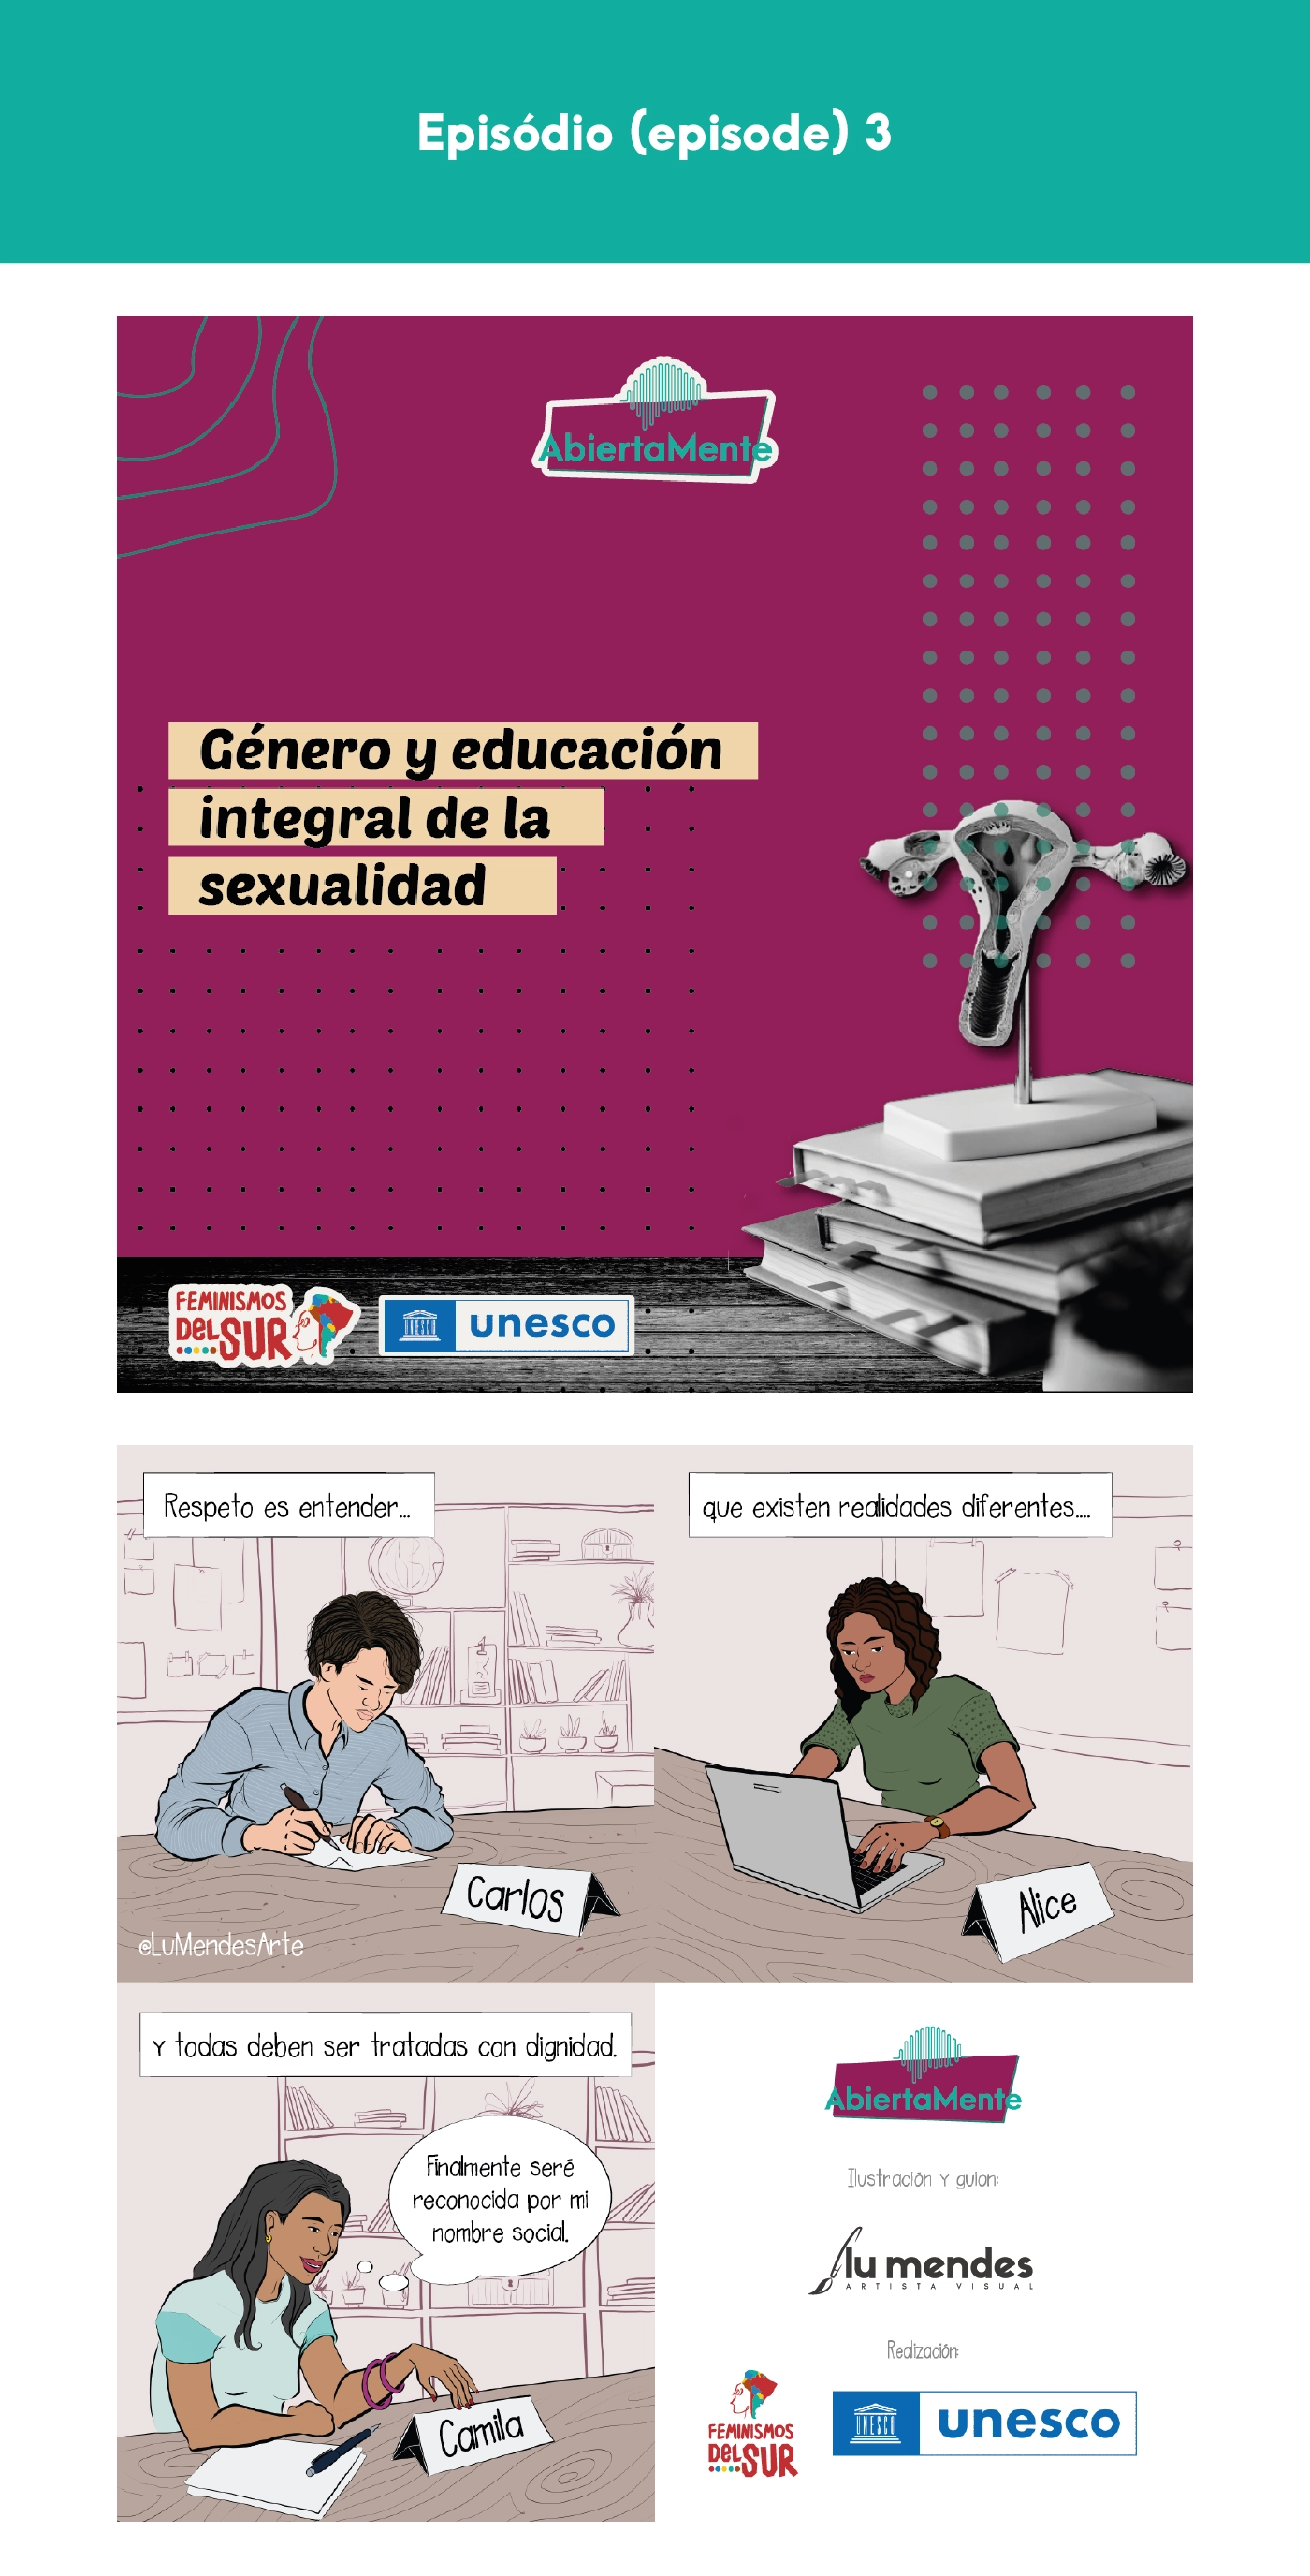 Episódio (episode) 3
AbiertaMente
Género y educación
integral de la
sexualidad
FEMINISMOS
DEL SUR
UNESCO
unesco
Respeto es entender...
que existen realidades diferentes....
Carlos
Alice
@LuMendesArte
y todas deben ser tratadas con dignidad.
Finalmente seré
reconocida por mi
nombre social.
Camila
AbiertaMente
Ilustración y guion:
lu mendes
ARTISTA VISUAL
Realización:
FEMINISMOS
DEL SUR
UNESCO
unesco